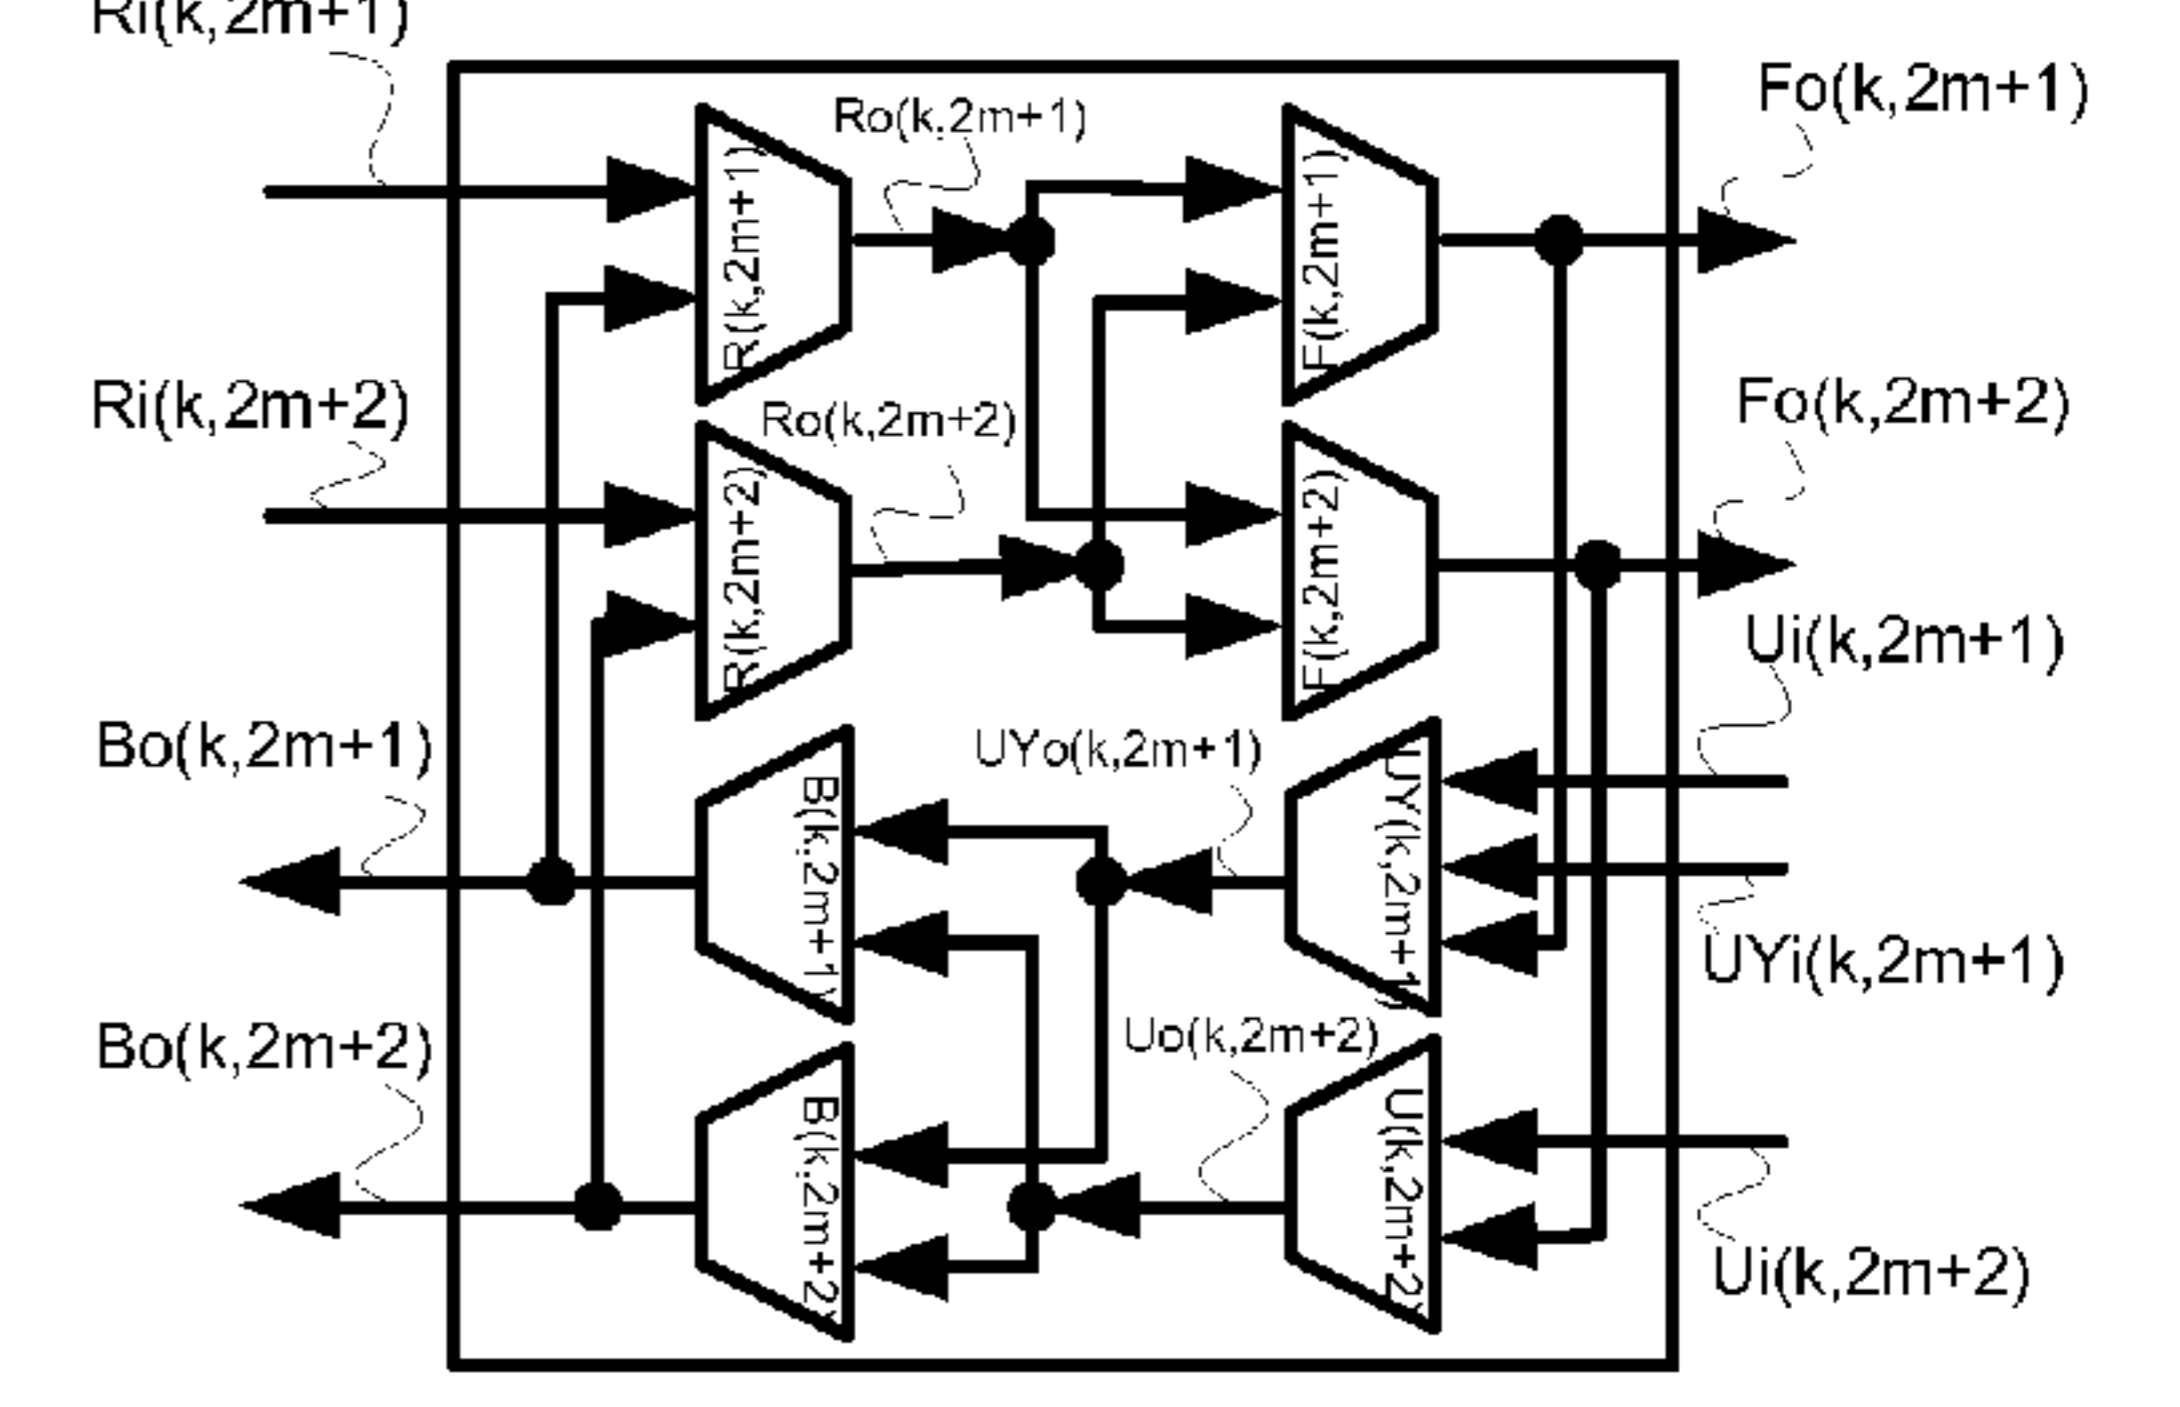 Ri(k,2m+1)
Fo(k,2m+1)
Ro(k,2m+1)
R(k,2m+1)
F(k,2m+1)
Ri(k,2m+2)
Ro(k,2m+2)
Fo(k,2m+2)
R(k,2m+2)
F(k,2m+2)
Ui(k,2m+1)
Bo(k,2m+1)
UYo(k,2m+1)
B(k,2m+1)
UY(k,2m+1)
UYi(k,2m+1)
Bo(k,2m+2)
Uo(k,2m+2)
B(k,2m+2)
U(k,2m+2)
Ui(k,2m+2)